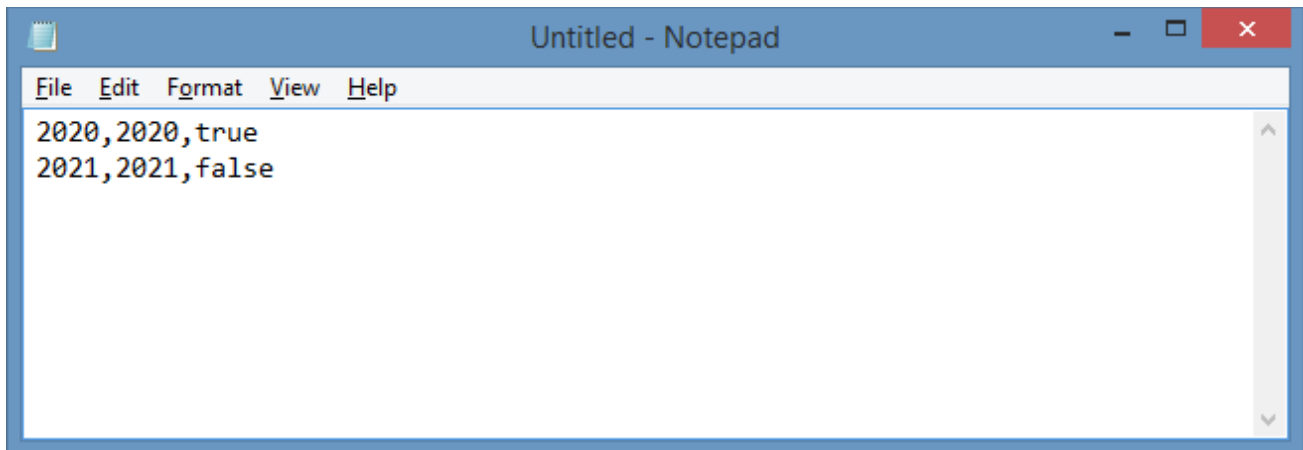 Untitled - Notepad
File Edit Format View Help
2020,2020,true
2021,2021,false